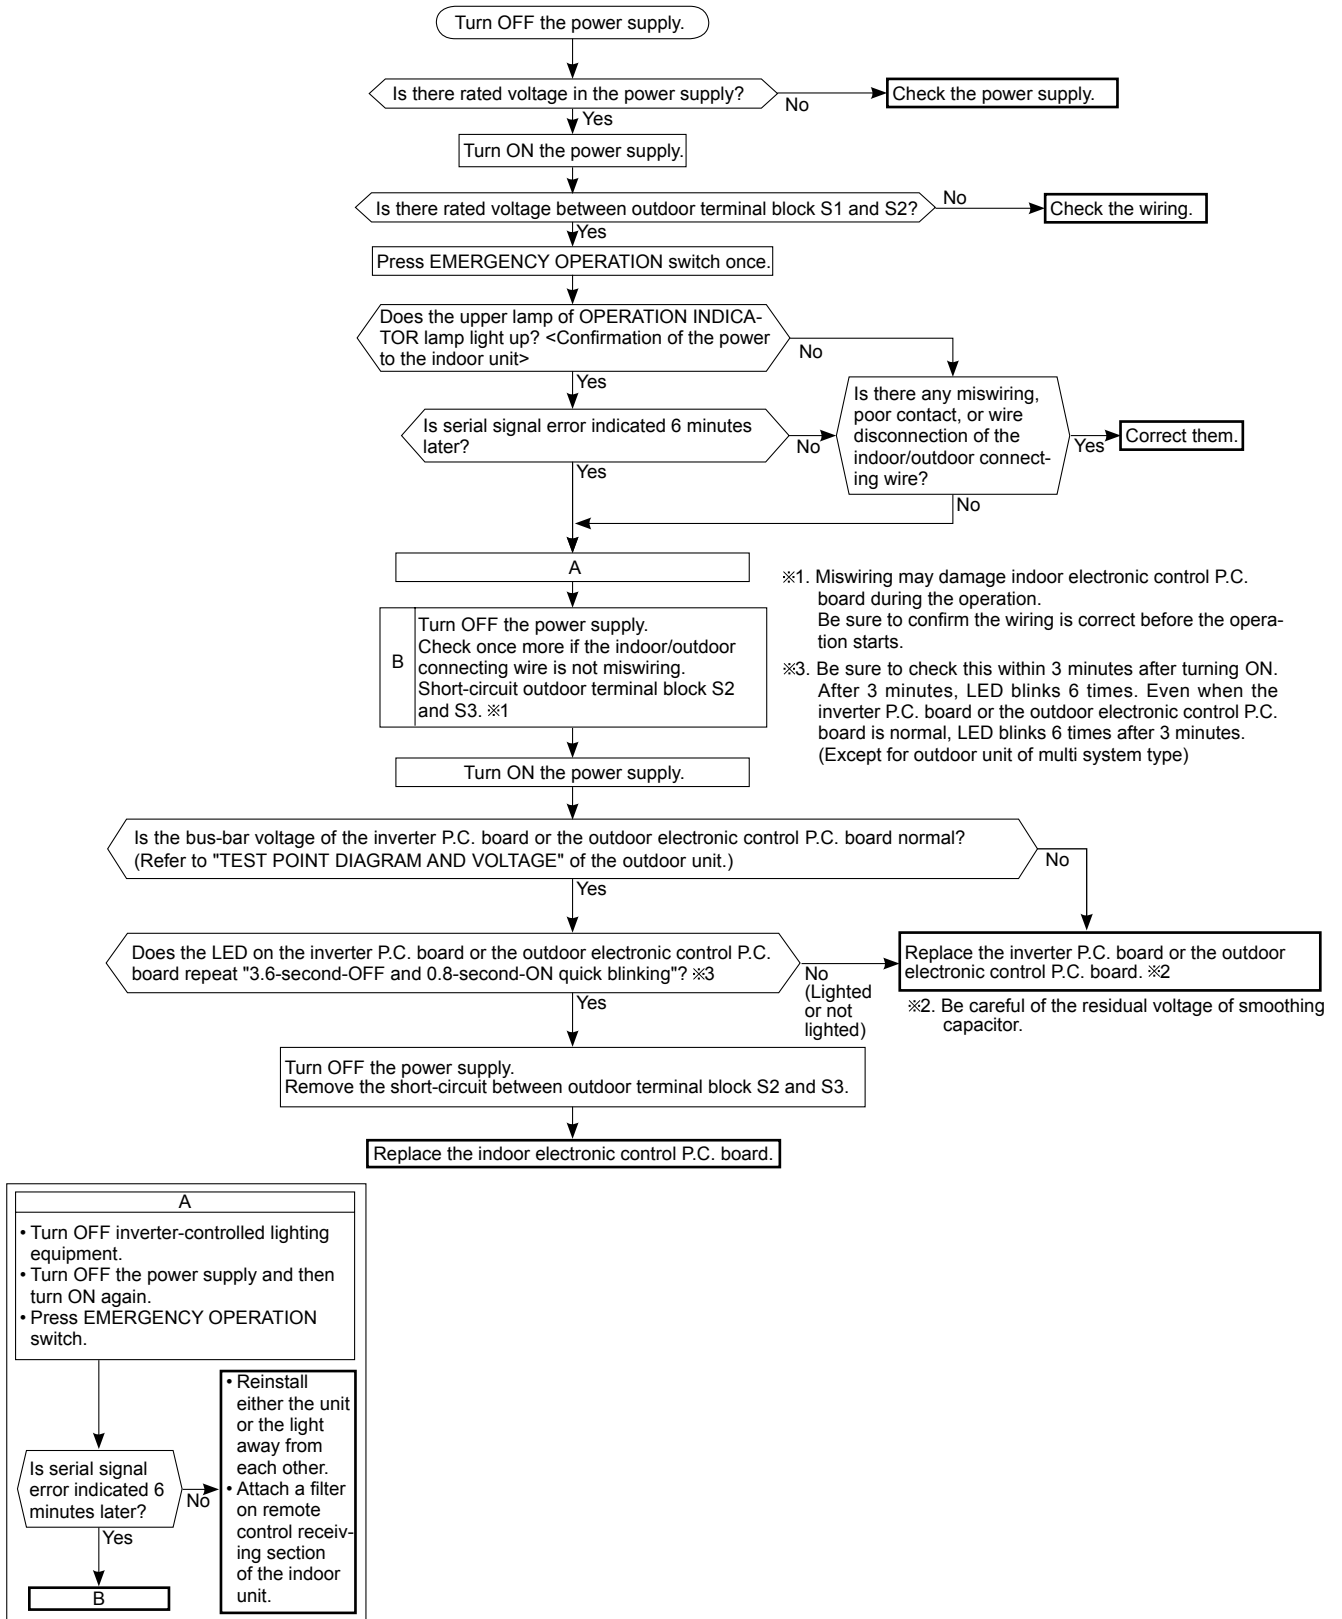 Turn OFF the power supply.
Is there rated voltage in the power supply?
No
Check the power supply.
Yes
Turn ON the power supply.
Is there rated voltage between outdoor terminal block S1 and S2?
No
Check the wiring.
Yes
Press EMERGENCY OPERATION switch once.
Does the upper lamp of OPERATION INDICA-
TOR lamp light up? <Confirmation of the power
to the indoor unit>
No
Yes
Is serial signal error indicated 6 minutes
later?
No
Is there any miswiring,
poor contact, or wire
disconnection of the
indoor/outdoor connect-
ing wire?
Yes
Correct them.
Yes
No
A
※1. Miswiring may damage indoor electronic control P.C.
board during the operation.
Be sure to confirm the wiring is correct before the opera-
tion starts.
※3. Be sure to check this within 3 minutes after turning ON.
After 3 minutes, LED blinks 6 times. Even when the
inverter P.C. board or the outdoor electronic control P.C.
board is normal, LED blinks 6 times after 3 minutes.
(Except for outdoor unit of multi system type)
B
Turn OFF the power supply.
Check once more if the indoor/outdoor
connecting wire is not miswiring.
Short-circuit outdoor terminal block S2
and S3. ※1
Turn ON the power supply.
Is the bus-bar voltage of the inverter P.C. board or the outdoor electronic control P.C. board normal?
(Refer to "TEST POINT DIAGRAM AND VOLTAGE" of the outdoor unit.)
No
Yes
Does the LED on the inverter P.C. board or the outdoor electronic control P.C.
board repeat "3.6-second-OFF and 0.8-second-ON quick blinking"? ※3
No
(Lighted
or not
lighted)
Replace the inverter P.C. board or the outdoor
electronic control P.C. board. ※2
※2. Be careful of the residual voltage of smoothing
capacitor.
Yes
Turn OFF the power supply.
Remove the short-circuit between outdoor terminal block S2 and S3.
Replace the indoor electronic control P.C. board.
A
• Turn OFF inverter-controlled lighting
equipment.
• Turn OFF the power supply and then
turn ON again.
• Press EMERGENCY OPERATION
switch.
Is serial signal
error indicated 6
minutes later?
No
• Reinstall
either the unit
or the light
away from
each other.
• Attach a filter
on remote
control receiv-
ing section
of the indoor
unit.
Yes
B